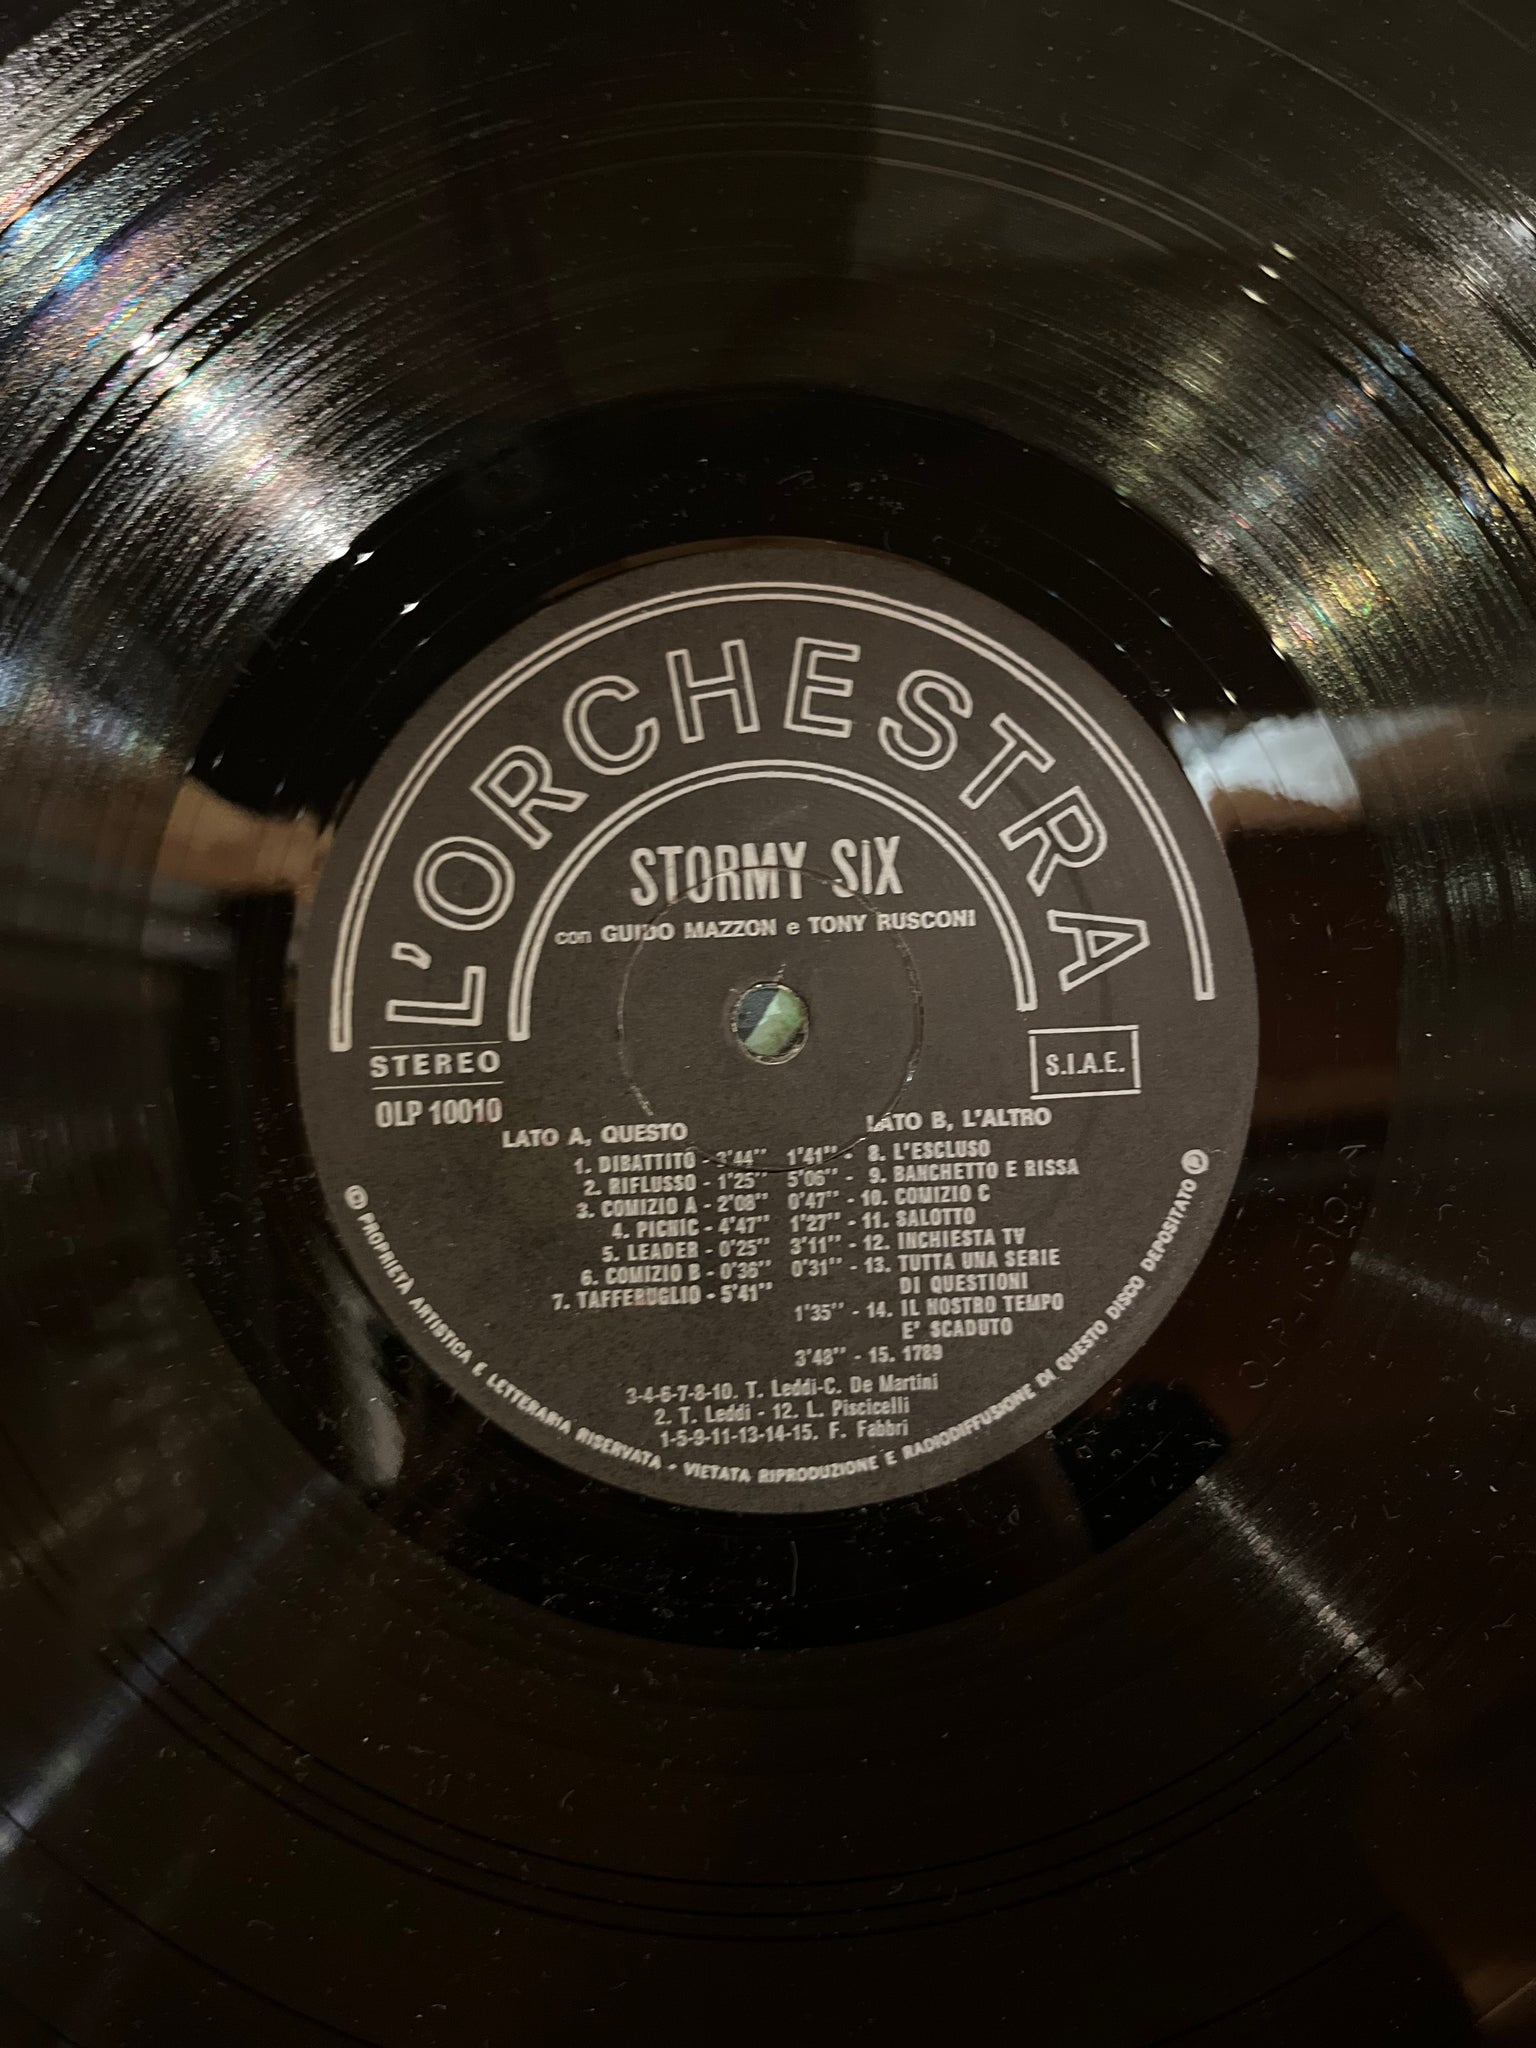 L'ORCHESTRA
STORMY SIX
con GUIDO MAZZON e TONY RUSCONI
STEREO
OLP 10010
S.I.A.E.
LATO A, QUESTO
1. DIBATTITO - 3'44''
2. RIFLUSSO - 1'25''
3. COMIZIO A - 2'08''
4. PICNIC - 4'47''
5. LEADER - 0'25''
6. COMIZIO B - 0'36''
7. TAFFERUGLIO - 5'41''
LATO B, L'ALTRO
1'41'' - 8. L'ESCLUSO
5'06'' - 9. BANCHETTO E RISSA
0'47'' - 10. COMIZIO C
1'27'' - 11. SALOTTO
3'11'' - 12. INCHIESTA TV
0'31'' - 13. TUTTA UNA SERIE
DI QUESTIONI
1'35'' - 14. IL NOSTRO TEMPO
E' SCADUTO
3'48'' - 15. 1789
3-4-6-7-8-10. T. Leddi-C. De Martini
2. T. Leddi - 12. L. Piscicelli
1-5-9-11-13-14-15. F. Fabbri
PROPRIETÀ ARTISTICA E LETTERARIA RISERVATA - VIETATA RIPRODUZIONE E RADIODIFFUSIONE DI QUESTO DISCO DEPOSITATO
OLP-10010-A